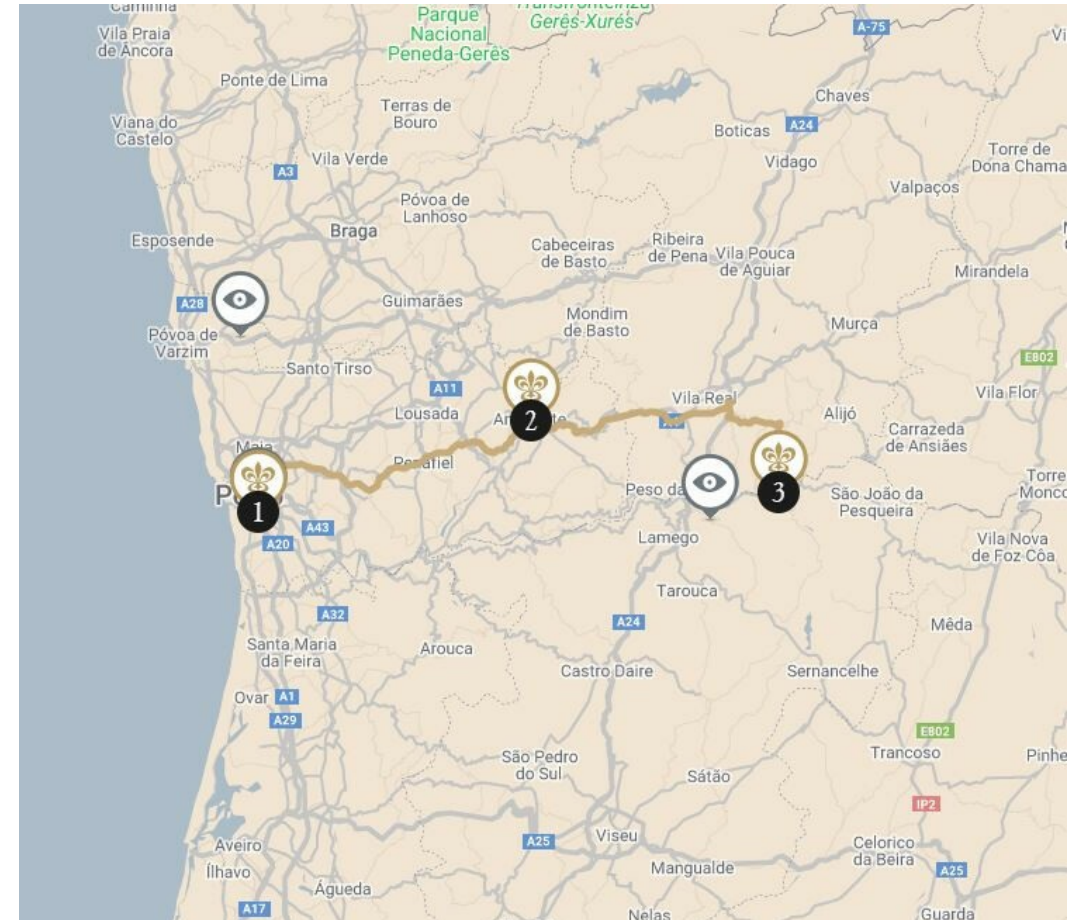 Caminha
Transfronteiriza
Gerês-Xurés
Parque
Nacional
Peneda-Gerês
A-75
Vila Praia
de Âncora
Ponte de Lima
Terras de
Bouro
Chaves
Viana do
Castelo
Boticas
A24
Vila Verde
A3
Vidago
Torre de
Dona Chama
Valpaços
Póvoa de
Lanhoso
Braga
Esposende
Cabeceiras
de Basto
Ribeira
de Pena
Vila Pouca
de Aguiar
Mirandela
A28
Guimarães
Mondim
de Basto
Póvoa de
Varzim
Murça
E802
Santo Tirso
A11
Vila Real
Vila Flor
Lousada
2
Alijó
Carrazeda
de Ansiães
Maia
Penafiel
1
Peso da
3
São João da
Pesqueira
A43
A20
Lamego
Vila Nova
de Foz Côa
Tarouca
A32
A24
Mêda
Santa Maria
da Feira
Arouca
Castro Daire
Sernancelhe
Ovar
A1
A29
E802
Trancoso
São Pedro
do Sul
Sátão
IP2
Aveiro
A25
Viseu
Celorico
da Beira
Ílhavo
Mangualde
A25
Águeda
A17
Nelas
Guarda